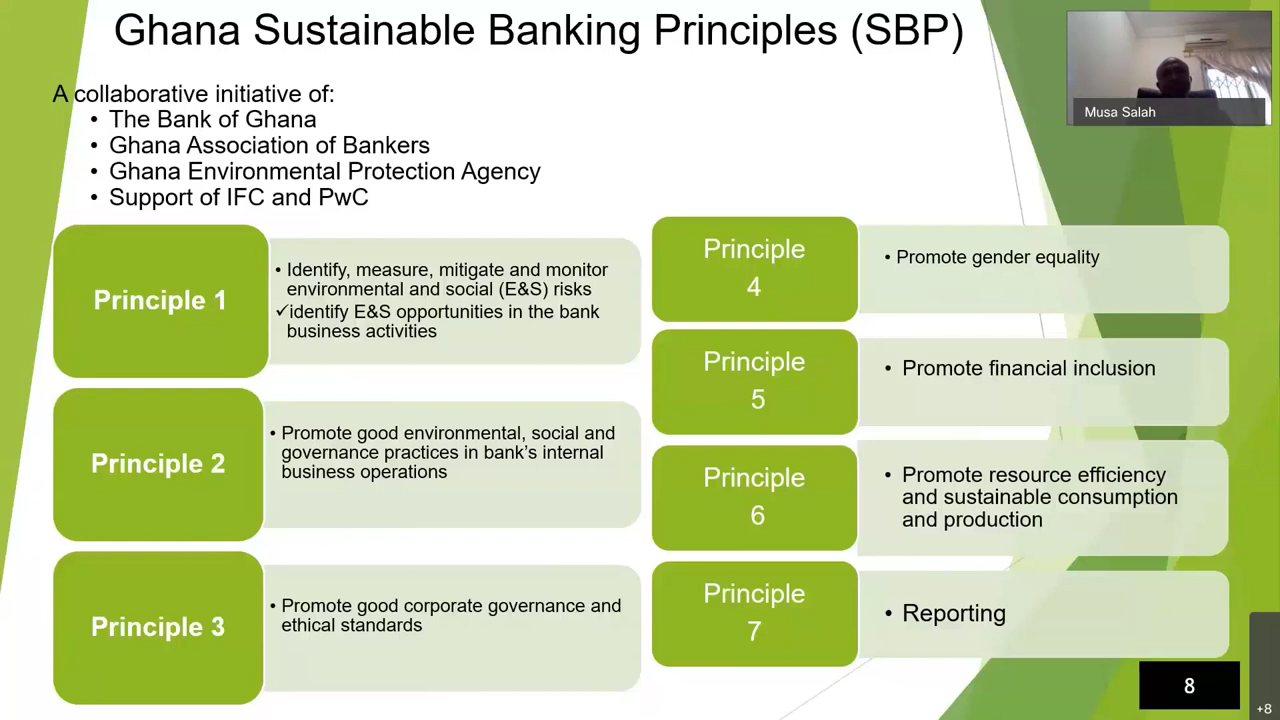 Ghana Sustainable Banking Principles (SBP)
A collaborative initiative of:
• The Bank of Ghana
• Ghana Association of Bankers
• Ghana Environmental Protection Agency
• Support of IFC and PwC
Principle 1
• Identify, measure, mitigate and monitor
environmental and social (E&S) risks
✓identify E&S opportunities in the bank
business activities
Principle 2
• Promote good environmental, social and
governance practices in bank's internal
business operations
Principle 3
• Promote good corporate governance and
ethical standards
Principle
4
• Promote gender equality
Principle
5
• Promote financial inclusion
Principle
6
• Promote resource efficiency
and sustainable consumption
and production
Principle
7
• Reporting
Musa Salah
8
+8